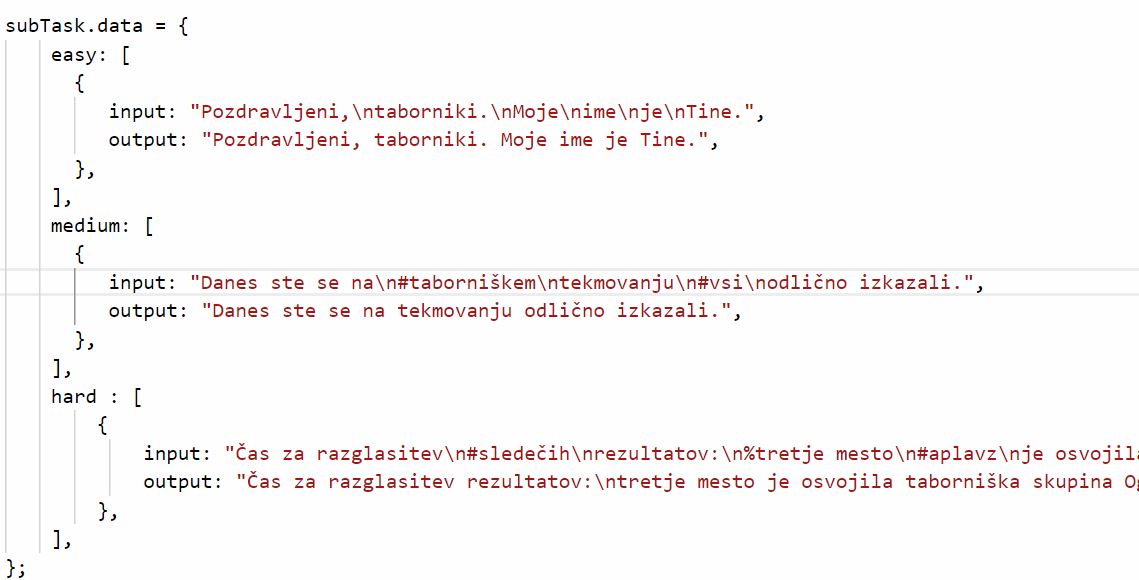 subTask.data = {
easy: [
{
input: "Pozdravljeni,\ntaborniki.\nMoje\nime\nje\nTine.",
output: "Pozdravljeni, taborniki. Moje ime je Tine.",
},
],
medium: [
{
input: "Danes ste se na\n#taborniškem\ntekmovanju\n#vsi\nodlično izkazali.",
output: "Danes ste se na tekmovanju odlično izkazali.",
},
],
hard : [
{
input: "Čas za razglasitev\n#sledečih\nrezultatov:\n%tretje mesto\n#aplavz\nje osvojila
output: "Čas za razglasitev rezultatov:\ntretje mesto je osvojila taborniška skupina
},
],
};